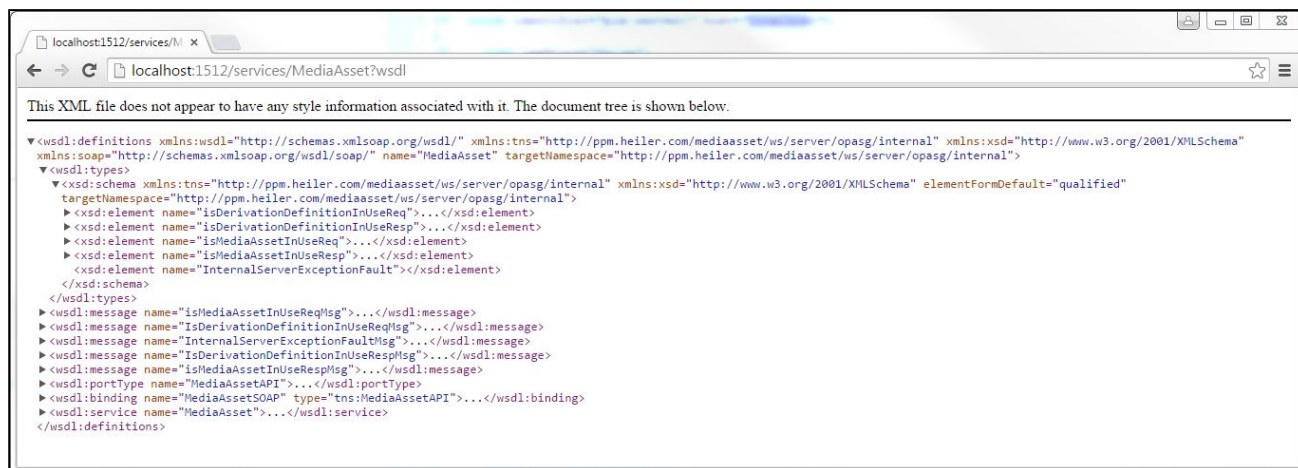 localhost:1512/services/M
localhost:1512/services/MediaAsset?wsdl
This XML file does not appear to have any style information associated with it. The document tree is shown below.
▼<wsdl:definitions xmlns:wsdl="http://schemas.xmlsoap.org/wsdl/" xmlns:tns="http://ppm.heiler.com/mediaasset/ws/server/opasg/internal" xmlns:xsd="http://www.w3.org/2001/XMLSchema"
xmlns:soap="http://schemas.xmlsoap.org/wsdl/soap/" name="MediaAsset" targetNamespace="http://ppm.heiler.com/mediaasset/ws/server/opasg/internal">
▼<wsdl:types>
▼<xsd:schema xmlns:tns="http://ppm.heiler.com/mediaasset/ws/server/opasg/internal" xmlns:xsd="http://www.w3.org/2001/XMLSchema" elementFormDefault="qualified"
targetNamespace="http://ppm.heiler.com/mediaasset/ws/server/opasg/internal">
▶<xsd:element name="isDerivationDefinitionInUseReq">...</xsd:element>
▶<xsd:element name="isDerivationDefinitionInUseResp">...</xsd:element>
▶<xsd:element name="isMediaAssetInUseReq">...</xsd:element>
▶<xsd:element name="isMediaAssetInUseResp">...</xsd:element>
<xsd:element name="InternalServerExceptionFault"></xsd:element>
</xsd:schema>
</wsdl:types>
▶<wsdl:message name="isMediaAssetInUseReqMsg">...</wsdl:message>
▶<wsdl:message name="IsDerivationDefinitionInUseReqMsg">...</wsdl:message>
▶<wsdl:message name="InternalServerExceptionFaultMsg">...</wsdl:message>
▶<wsdl:message name="IsDerivationDefinitionInUseRespMsg">...</wsdl:message>
▶<wsdl:message name="isMediaAssetInUseRespMsg">...</wsdl:message>
▶<wsdl:portType name="MediaAssetAPI">...</wsdl:portType>
▶<wsdl:binding name="MediaAssetSOAP" type="tns:MediaAssetAPI">...</wsdl:binding>
▶<wsdl:service name="MediaAsset">...</wsdl:service>
</wsdl:definitions>